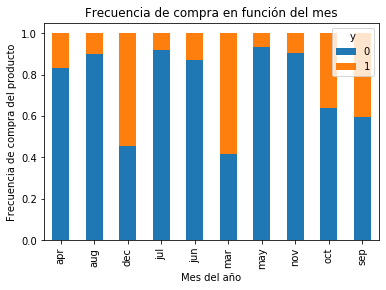 Frecuencia de compra en función del mes
Frecuencia de compra del producto
1.0
0.8
0.6
0.4
0.2
0.0
y
0
1
apr
aug
dec
jul
jun
mar
may
nov
oct
sep
Mes del año